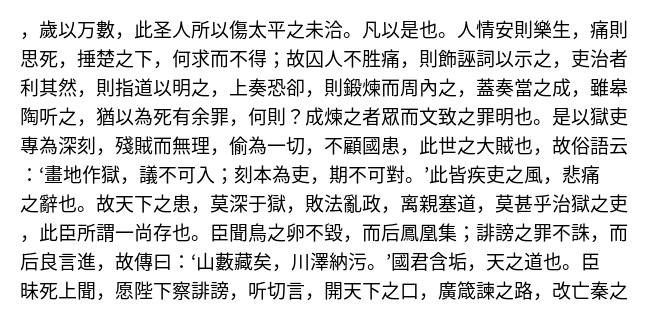 ，歲以万數，此圣人所以傷太平之未洽。凡以是也。人情安則樂生，痛則
思死，捶楚之下，何求而不得；故囚人不胜痛，則飾誣詞以示之，吏治者
利其然，則指道以明之，上奏恐卻，則鍛煉而周內之，蓋奏當之成，雖皋
陶听之，猶以為死有余罪，何則？成煉之者眾而文致之罪明也。是以獄吏
專為深刻，殘賊而無理，偷為一切，不顧國患，此世之大賊也，故俗語云
：‘畫地作獄，議不可入；刻本為吏，期不可對。’此皆疾吏之風，悲痛
之辭也。故天下之患，莫深于獄，敗法亂政，离親塞道，莫甚乎治獄之吏
，此臣所謂一尚存也。臣聞鳥之卵不毀，而后鳳凰集；誹謗之罪不誅，而
后良言進，故傳曰：‘山藪藏矣，川澤納污。’國君含垢，天之道也。臣
昧死上聞，愿陛下察誹謗，听切言，開天下之口，廣箴諫之路，改亡秦之